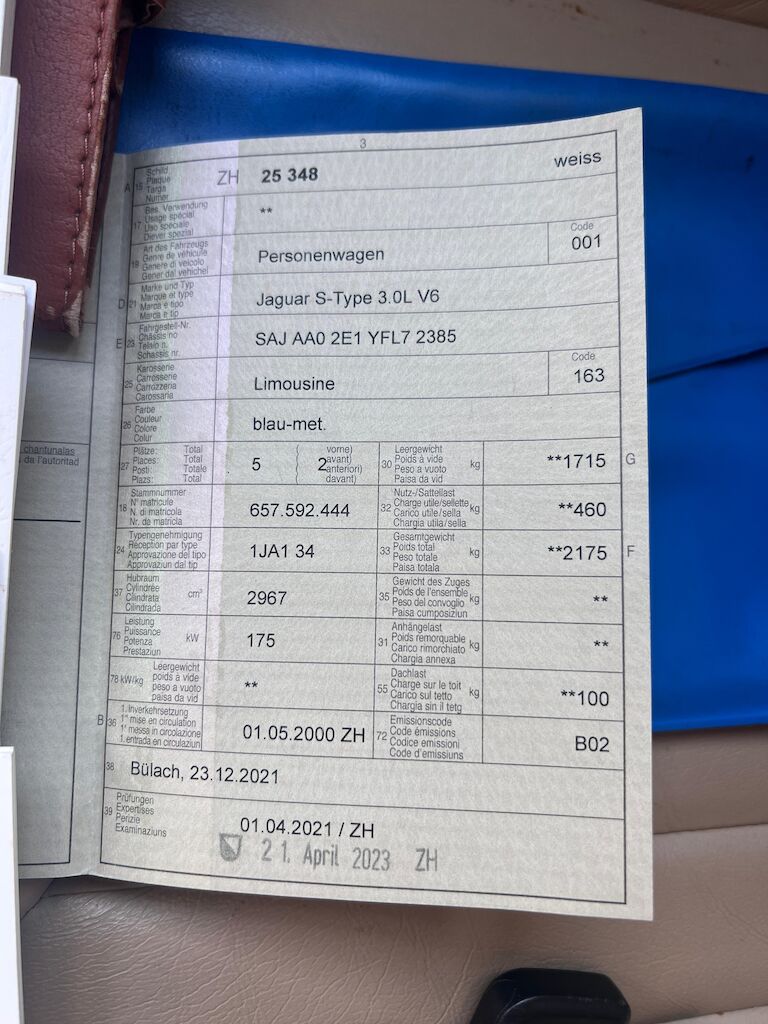 3
A 15 Schild
Plaque
Targa
Numer
ZH 25 348 weiss
17 Bes. Verwendung
Usage spécial
Uso speciale
Diever spezial
**
19 Art des Fahrzeugs
Genre de véhicule
Genere di veicolo
Gener dal vehichel
Personenwagen
Code
001
D 21 Marke und Typ
Marque et type
Marca e tipo
Marca e tip
Jaguar S-Type 3.0L V6
E 23 Fahrgestell-Nr.
Châssis no
Telaio n.
Schassis nr.
SAJ AA0 2E1 YFL7 2385
25 Karosserie
Carrosserie
Carrozzeria
Carossaria
Limousine
Code
163
26 Farbe
Couleur
Colore
Colur
blau-met.
27 Plätze: Total
Places: Total
Posti: Totale
Plazs: Total
5 ( 2 vorne)
avant)
anteriori)
davant)
30 Leergewicht
Poids à vide
Peso a vuoto
Paisa da vid
kg
**1715 G
chantunalas
da l'autoritad
18 Stammnummer
N° matricule
N. di matricola
Nr. de matricla
657.592.444
32 Nutz-/Sattellast
Charge utile/sellette
Carico utile/sella
Chargia utila/sella
kg
**460
24 Typengenehmigung
Réception par type
Approvazione del tipo
Approvaziun dal tip
1JA1 34
33 Gesamtgewicht
Poids total
Peso totale
Paisa totala
kg
**2175 F
37 Hubraum
Cylindrée
Cilindrata
Cilindrada
cm³
2967
35 Gewicht des Zuges
Poids de l'ensemble
Peso del convoglio
Paisa cumposiziun
kg
**
76 Leistung
Puissance
Potenza
Prestaziun
kW
175
31 Anhängelast
Poids remorquable
Carico rimorchiato
Chargia annexa
kg
**
78 kW/kg Leergewicht
poids à vide
peso a vuoto
paisa da vid
**
55 Dachlast
Charge sur le toit
Carico sul tetto
Chargia sin il tetg
kg
**100
B 36 1. Inverkehrsetzung
1re mise en circulation
1a messa in circolazione
1. entrada en circulaziun
01.05.2000 ZH
72 Emissionscode
Code émissions
Codice emissioni
Code d'emissiuns
B02
38 Bülach, 23.12.2021
39 Prüfungen
Expertises
Perizie
Examinaziuns
01.04.2021 / ZH
21. April 2023 ZH